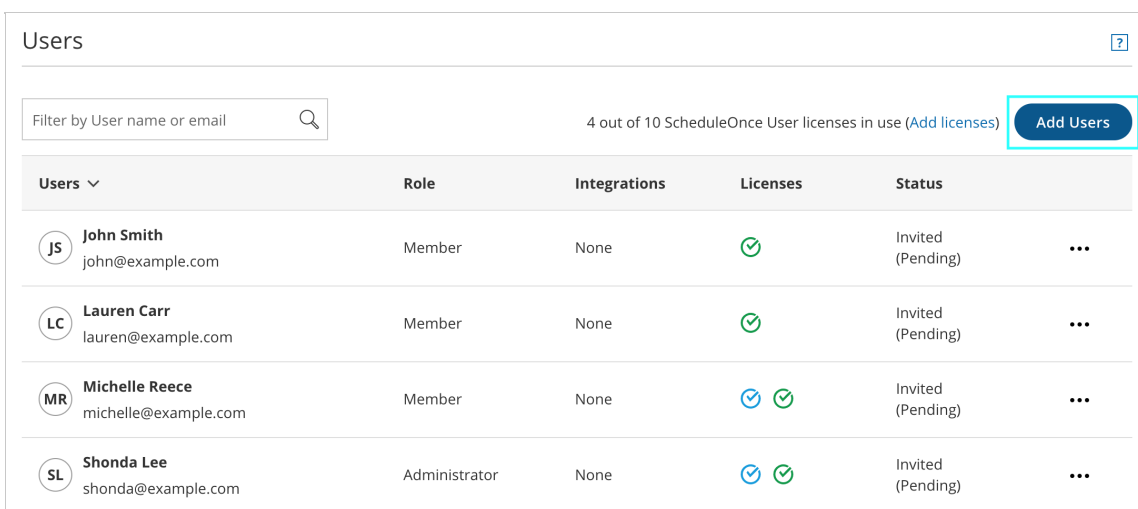 Users
?
Filter by User name or email
4 out of 10 ScheduleOnce User licenses in use (Add licenses)
Add Users
Users Role Integrations Licenses Status
JS
John Smith
john@example.com
Member
None
Invited
(Pending)
LC
Lauren Carr
lauren@example.com
Member
None
Invited
(Pending)
MR
Michelle Reece
michelle@example.com
Member
None
Invited
(Pending)
SL
Shonda Lee
shonda@example.com
Administrator
None
Invited
(Pending)